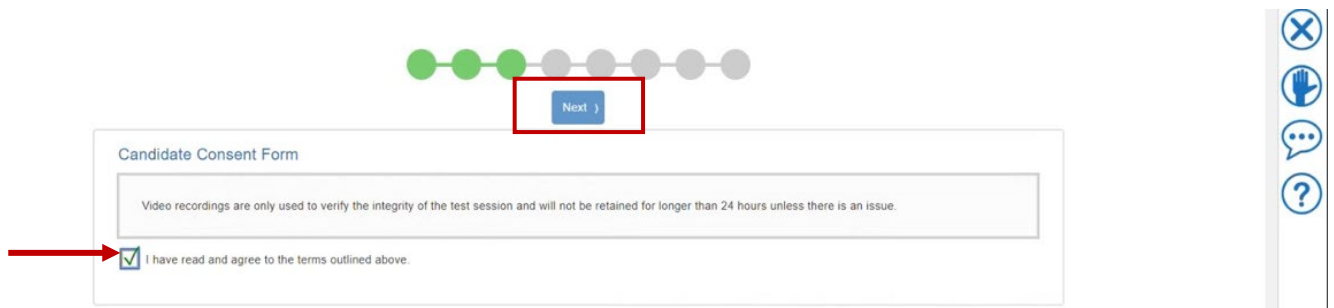 Next ⟩
Candidate Consent Form
Video recordings are only used to verify the integrity of the test session and will not be retained for longer than 24 hours unless there is an issue.
I have read and agree to the terms outlined above.
?